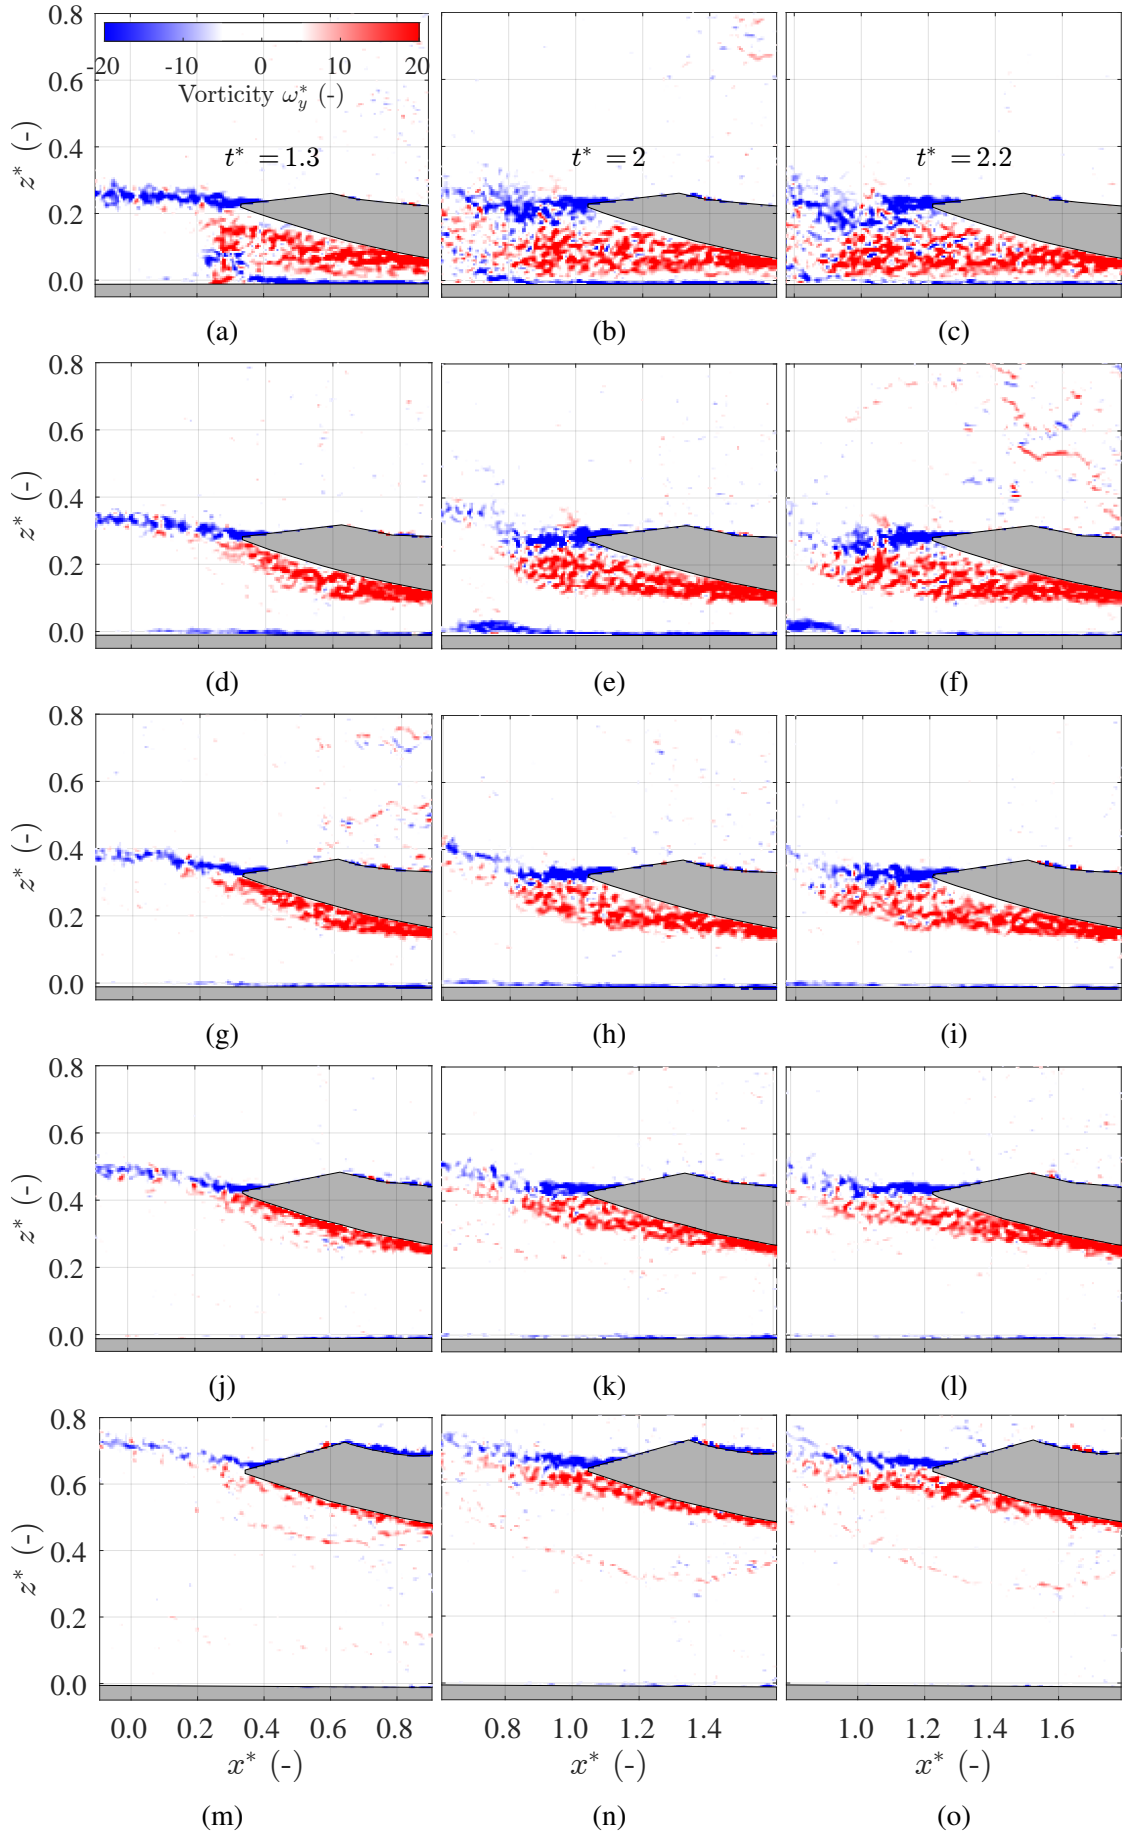 0.8
-20 -10 0 10 20
Vorticity ω*y (-)
0.6
z* (-)
0.4
t* = 1.3 t* = 2 t* = 2.2
0.2
0.0
(a) (b) (c)
0.8
0.6
z* (-)
0.4
0.2
0.0
(d) (e) (f)
0.8
0.6
z* (-)
0.4
0.2
0.0
(g) (h) (i)
0.8
0.6
z* (-)
0.4
0.2
0.0
(j) (k) (l)
0.8
0.6
z* (-)
0.4
0.2
0.0
0.0 0.2 0.4 0.6 0.8 0.8 1.0 1.2 1.4 1.0 1.2 1.4 1.6
x* (-) x* (-) x* (-)
(m) (n) (o)